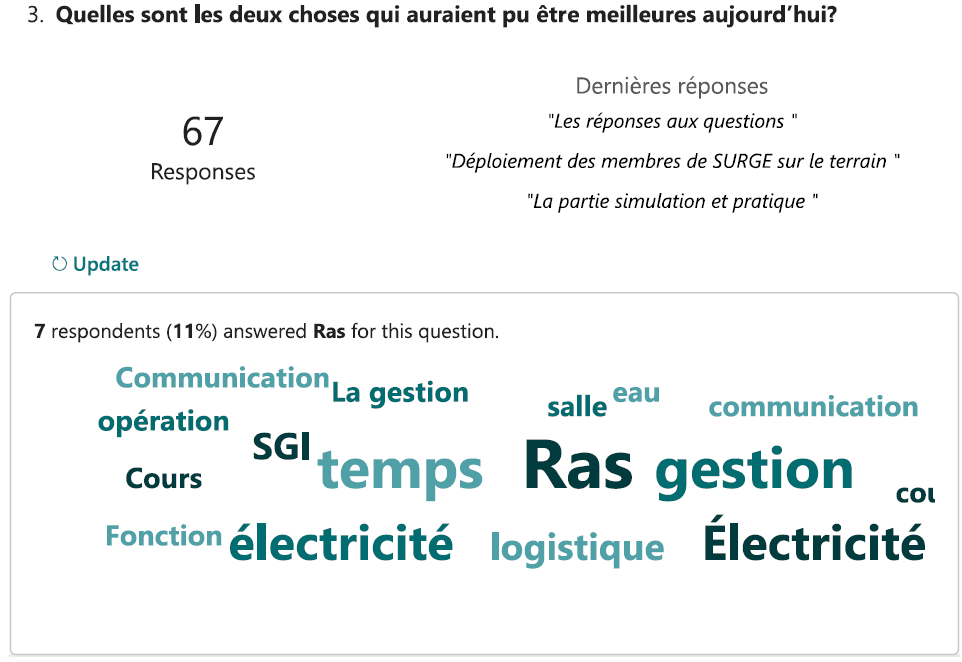 3. Quelles sont les deux choses qui auraient pu être meilleures aujourd’hui?
67
Responses
Dernières réponses
"Les réponses aux questions "
"Déploiement des membres de SURGE sur le terrain "
"La partie simulation et pratique "
Update
7 respondents (11%) answered Ras for this question.
Communication La gestion salle eau communication
opération
SGI temps Ras gestion
Cours
Fonction électricité logistique Électricité